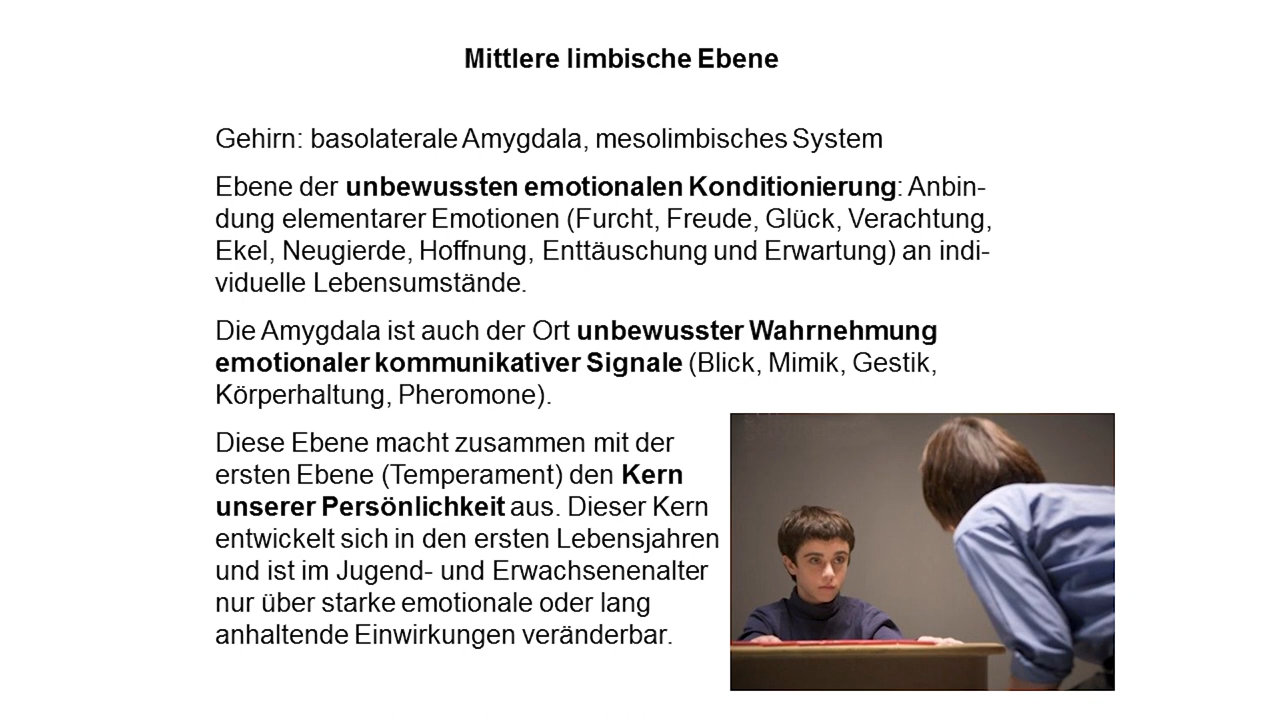 Mittlere limbische Ebene
Gehirn: basolaterale Amygdala, mesolimbisches System
Ebene der unbewussten emotionalen Konditionierung: Anbin-
dung elementarer Emotionen (Furcht, Freude, Glück, Verachtung,
Ekel, Neugierde, Hoffnung, Enttäuschung und Erwartung) an indi-
viduelle Lebensumstände.
Die Amygdala ist auch der Ort unbewusster Wahrnehmung
emotionaler kommunikativer Signale (Blick, Mimik, Gestik,
Körperhaltung, Pheromone).
Diese Ebene macht zusammen mit der
ersten Ebene (Temperament) den Kern
unserer Persönlichkeit aus. Dieser Kern
entwickelt sich in den ersten Lebensjahren
und ist im Jugend- und Erwachsenenalter
nur über starke emotionale oder lang
anhaltende Einwirkungen veränderbar.